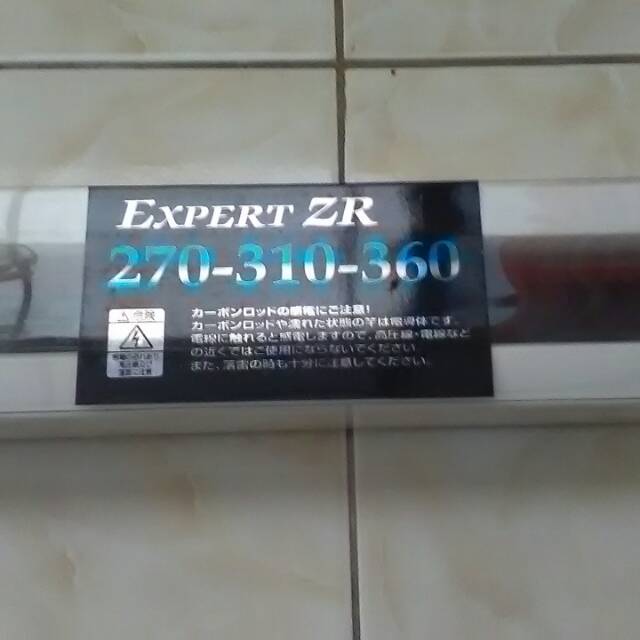 EXPERT ZR
270-310-360
カーボンロッドの感電にご注意!
カーボンロッドや濡れた状態の竿は電導体です。
電線に触れると感電しますので、高圧線・電線など
の近くではご使用にならないでください。
また、落雷の時も十分に注意してください。
危険